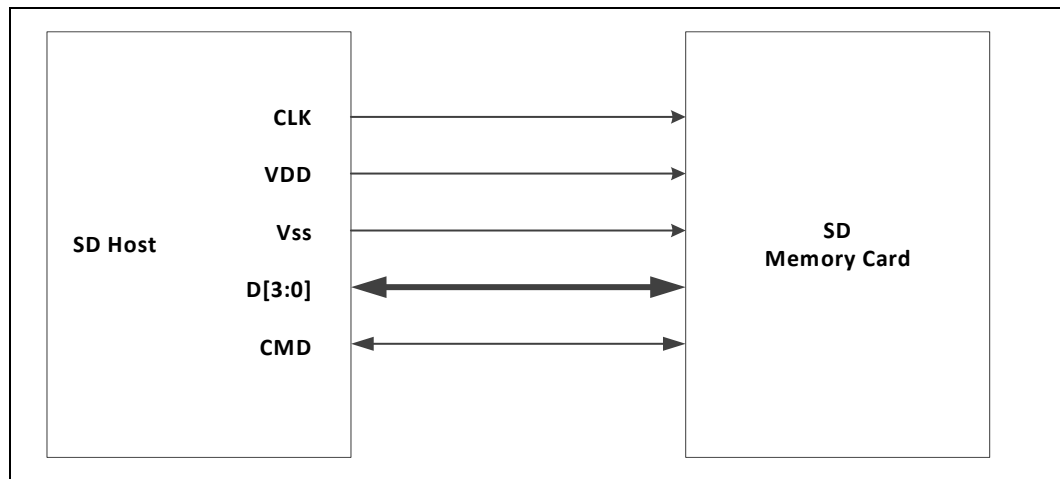 CLK
VDD
Vss
SD Host
D[3:0]
CMD
SD
Memory Card